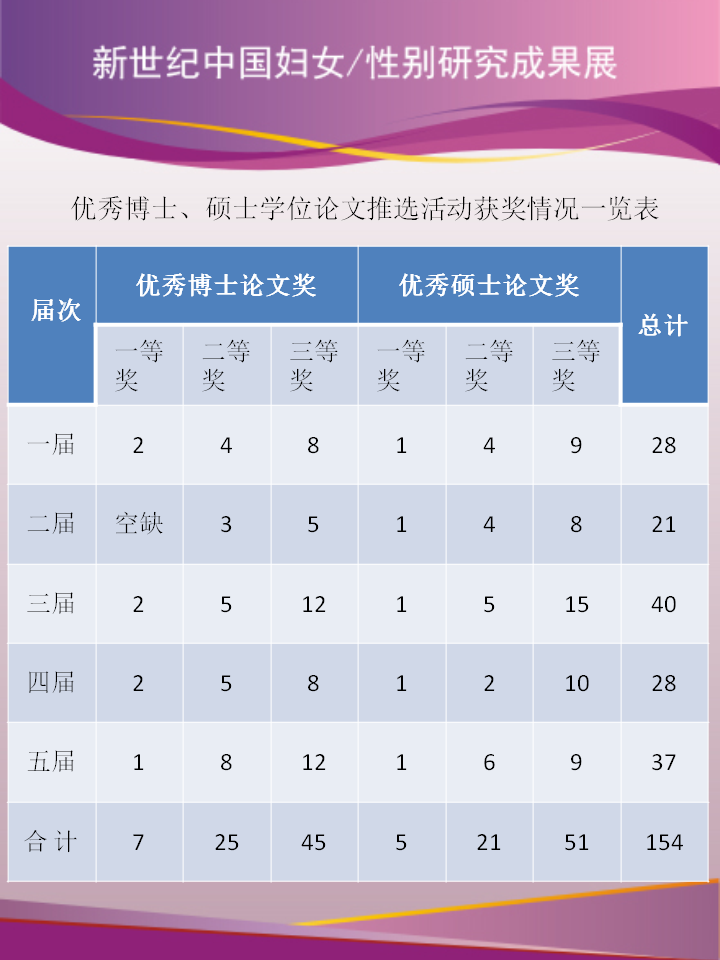 新世纪中国妇女/性别研究成果展
优秀博士、硕士学位论文推选活动获奖情况一览表
届次 优秀博士论文奖 优秀硕士论文奖 总计
一等奖 二等奖 三等奖 一等奖 二等奖 三等奖
一届 2 4 8 1 4 9 28
二届 空缺 3 5 1 4 8 21
三届 2 5 12 1 5 15 40
四届 2 5 8 1 2 10 28
五届 1 8 12 1 6 9 37
合 计 7 25 45 5 21 51 154